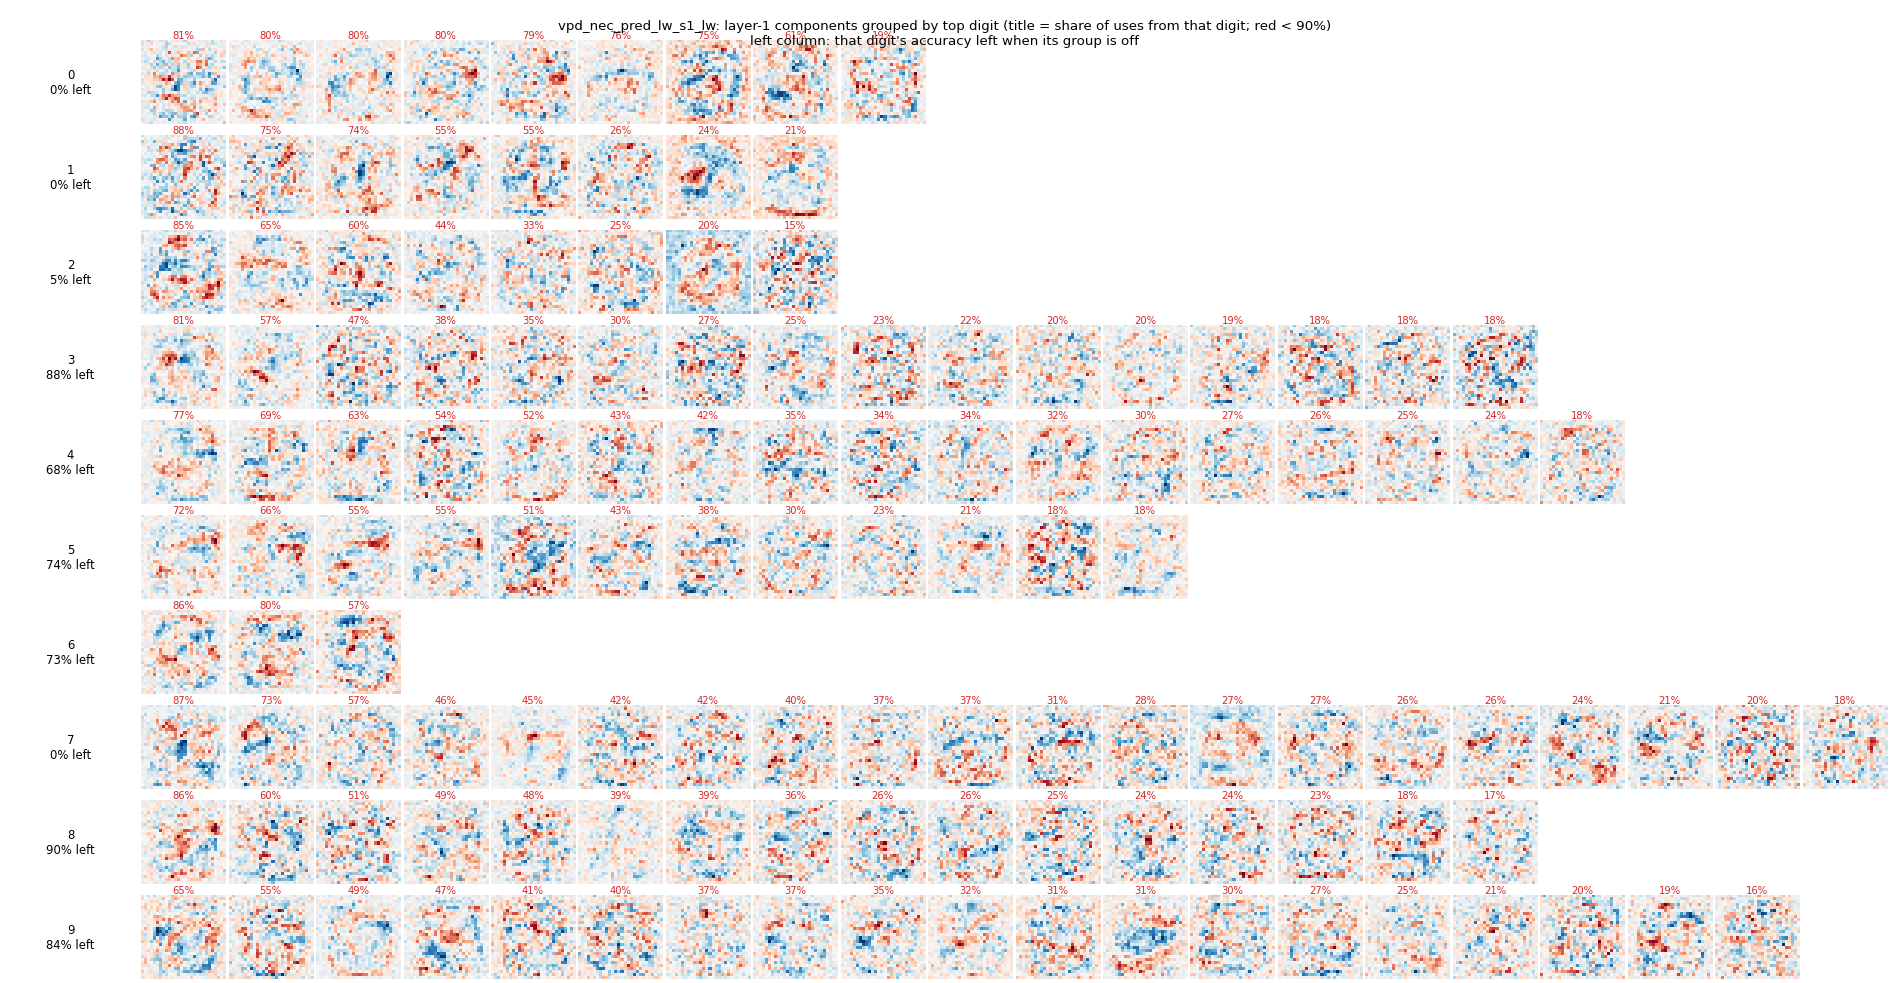 vpd_nec_pred_lw_s1_lw: layer-1 components grouped by top digit (title = share of uses from that digit; red < 90%)
left column: that digit's accuracy left when its group is off
81% 80% 80% 80% 79% 76% 75% 61% 19%
0
0% left
88% 75% 74% 55% 55% 26% 24% 21%
1
0% left
85% 65% 60% 44% 33% 25% 20% 15%
2
5% left
81% 57% 47% 38% 35% 30% 27% 25% 23% 22% 20% 20% 19% 18% 18% 18%
3
88% left
77% 69% 63% 54% 52% 43% 42% 35% 34% 34% 32% 30% 27% 26% 25% 24% 18%
4
68% left
72% 66% 55% 55% 51% 43% 38% 30% 23% 21% 18% 18%
5
74% left
86% 80% 57%
6
73% left
87% 73% 57% 46% 45% 42% 42% 40% 37% 37% 31% 28% 27% 27% 26% 26% 24% 21% 20% 18%
7
0% left
86% 60% 51% 49% 48% 39% 39% 36% 26% 26% 25% 24% 24% 23% 18% 17%
8
90% left
65% 55% 49% 47% 41% 40% 37% 37% 35% 32% 31% 31% 30% 27% 25% 21% 20% 19% 16%
9
84% left